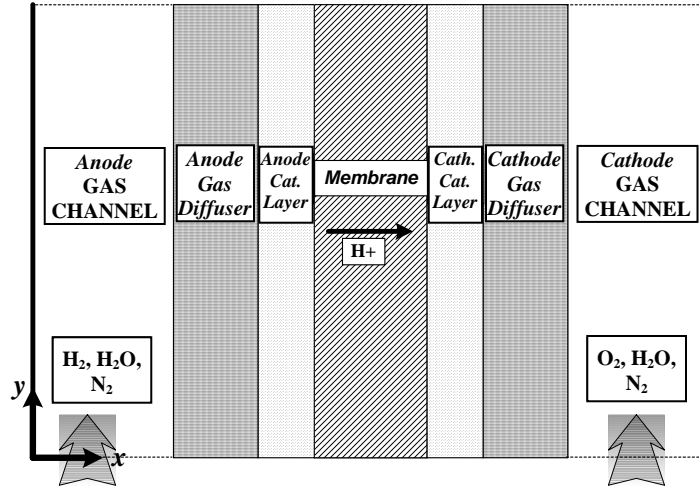 Anode
GAS
CHANNEL
Anode
Gas
Diffuser
Anode
Cat.
Layer
Membrane
Cath.
Cat.
Layer
Cathode
Gas
Diffuser
Cathode
GAS
CHANNEL
H+
H₂, H₂O,
N₂
O₂, H₂O,
N₂
y
x